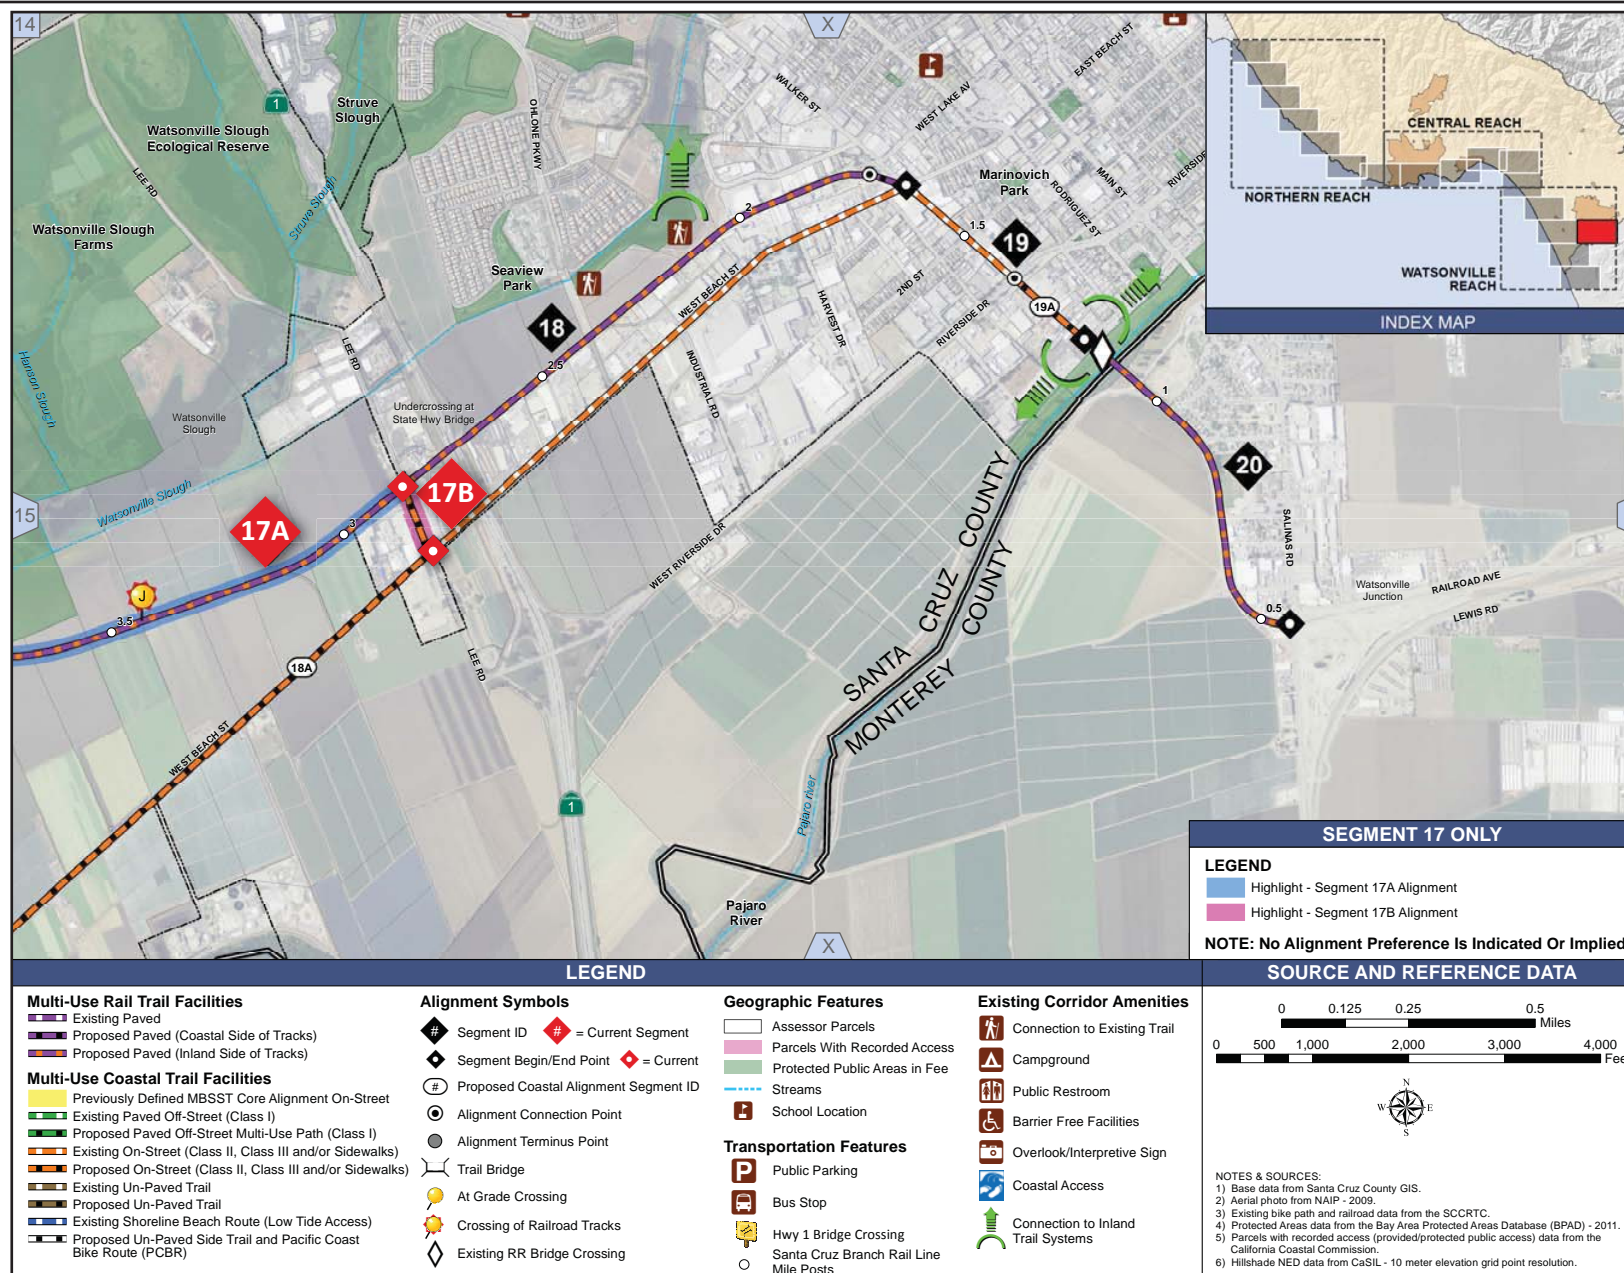 14
X
1
Struve
Slough
Watsonville Slough
Ecological Reserve
LEE RD
OHLONE PKWY
WALKER ST
WEST LAKE AV
EAST BEACH ST
Struve Slough
Watsonville Slough
Farms
Marinovich
Park
MAIN ST
RODRIGUEZ ST
RIVERSIDE
2
1.5
19
Seaview
Park
WEST BEACH ST
2ND ST
HARVEST DR
RIVERSIDE DR
19A
18
LEE RD
2.5
INDUSTRIAL RD
Hanson Slough
Watsonville
Slough
Undercrossing at
State Hwy Bridge
1
20
15
Watsonville Slough
17A
17B
3
J
3.5
WEST RIVERSIDE DR
SANTA CRUZ COUNTY
MONTEREY COUNTY
SALINAS RD
Watsonville
Junction
RAILROAD AVE
LEWIS RD
0.5
18A
LEE RD
WEST BEACH ST
1
Pajaro river
Pajaro
River
X
CENTRAL REACH
NORTHERN REACH
WATSONVILLE
REACH
INDEX MAP
SEGMENT 17 ONLY
LEGEND
Highlight - Segment 17A Alignment
Highlight - Segment 17B Alignment
NOTE: No Alignment Preference Is Indicated Or Implied
LEGEND
Multi-Use Rail Trail Facilities
Existing Paved
Proposed Paved (Coastal Side of Tracks)
Proposed Paved (Inland Side of Tracks)
Multi-Use Coastal Trail Facilities
Previously Defined MBSST Core Alignment On-Street
Existing Paved Off-Street (Class I)
Proposed Paved Off-Street Multi-Use Path (Class I)
Existing On-Street (Class II, Class III and/or Sidewalks)
Proposed On-Street (Class II, Class III and/or Sidewalks)
Existing Un-Paved Trail
Proposed Un-Paved Trail
Existing Shoreline Beach Route (Low Tide Access)
Proposed Un-Paved Side Trail and Pacific Coast
Bike Route (PCBR)
Alignment Symbols
# Segment ID # = Current Segment
Segment Begin/End Point = Current
# Proposed Coastal Alignment Segment ID
Alignment Connection Point
Alignment Terminus Point
Trail Bridge
At Grade Crossing
Crossing of Railroad Tracks
Existing RR Bridge Crossing
Geographic Features
Assessor Parcels
Parcels With Recorded Access
Protected Public Areas in Fee
Streams
School Location
Transportation Features
P Public Parking
Bus Stop
Hwy 1 Bridge Crossing
Santa Cruz Branch Rail Line
Mile Posts
Existing Corridor Amenities
Connection to Existing Trail
Campground
Public Restroom
Barrier Free Facilities
Overlook/Interpretive Sign
Coastal Access
Connection to Inland
Trail Systems
SOURCE AND REFERENCE DATA
0 0.125 0.25 0.5
Miles
0 500 1,000 2,000 3,000 4,000
Fee
N
W E
S
NOTES & SOURCES:
1) Base data from Santa Cruz County GIS.
2) Aerial photo from NAIP - 2009.
3) Existing bike path and railroad data from the SCCRTC.
4) Protected Areas data from the Bay Area Protected Areas Database (BPAD) - 2011.
5) Parcels with recorded access (provided/protected public access) data from the
California Coastal Commission.
6) Hillshade NED data from CaSIL - 10 meter elevation grid point resolution.